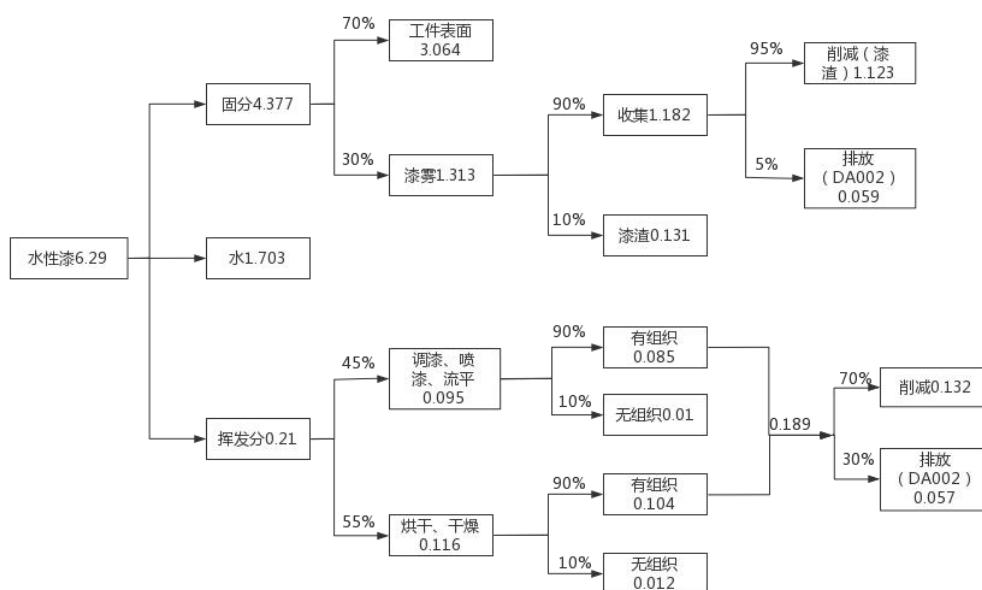 70%
工件表面
3.064
95%
削减（漆
渣）1.123
固分4.377
90%
收集1.182
30%
漆雾1.313
5%
排放
（DA002）
0.059
10%
漆渣0.131
水性漆6.29
水1.703
90%
有组织
0.085
45%
调漆、喷
漆、流平
0.095
70%
削减0.132
10%
无组织0.01
0.189
挥发分0.21
30%
排放
（DA002）
0.057
90%
有组织
0.104
55%
烘干、干燥
0.116
10%
无组织
0.012